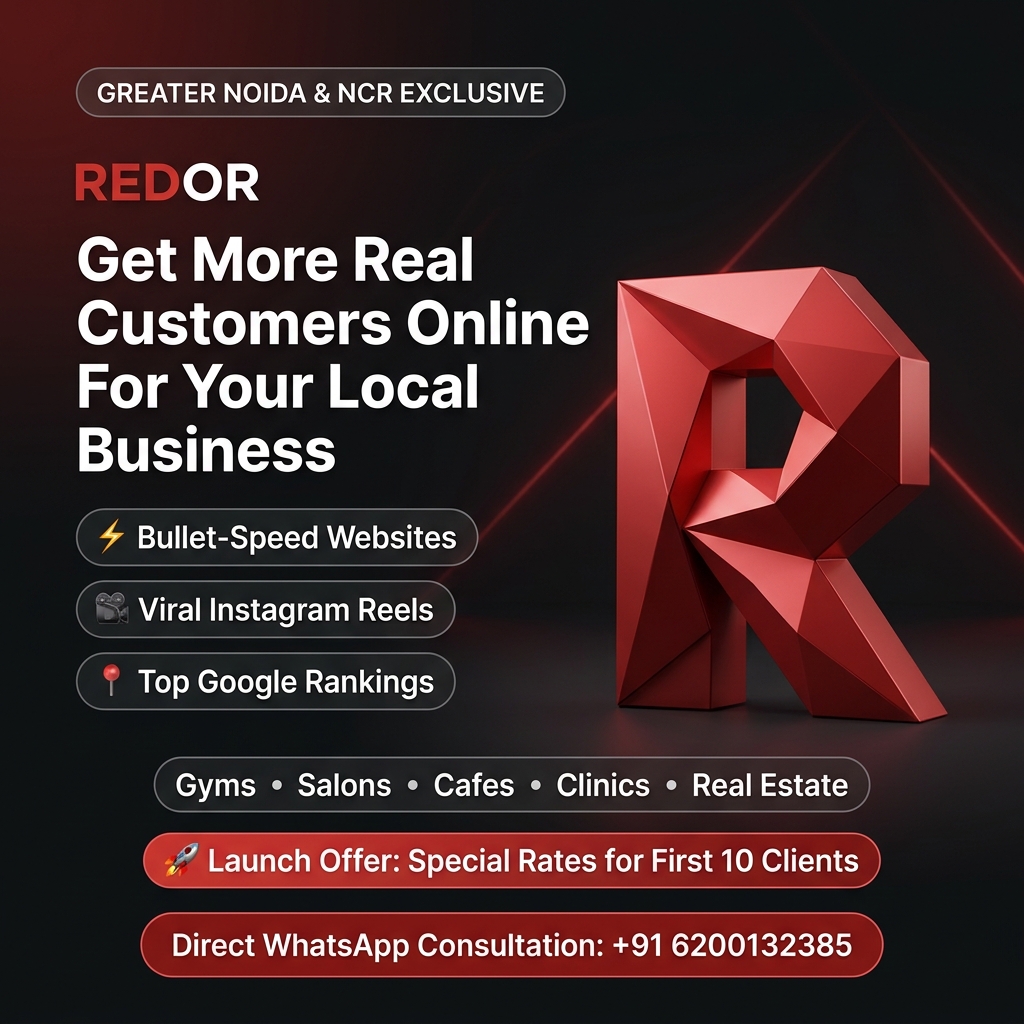 GREATER NOIDA & NCR EXCLUSIVE
REDOR
Get More Real
Customers Online
For Your Local
Business
⚡ Bullet-Speed Websites
🎥 Viral Instagram Reels
📍 Top Google Rankings
Gyms • Salons • Cafes • Clinics • Real Estate
🚀 Launch Offer: Special Rates for First 10 Clients
Direct WhatsApp Consultation: +91 6200132385